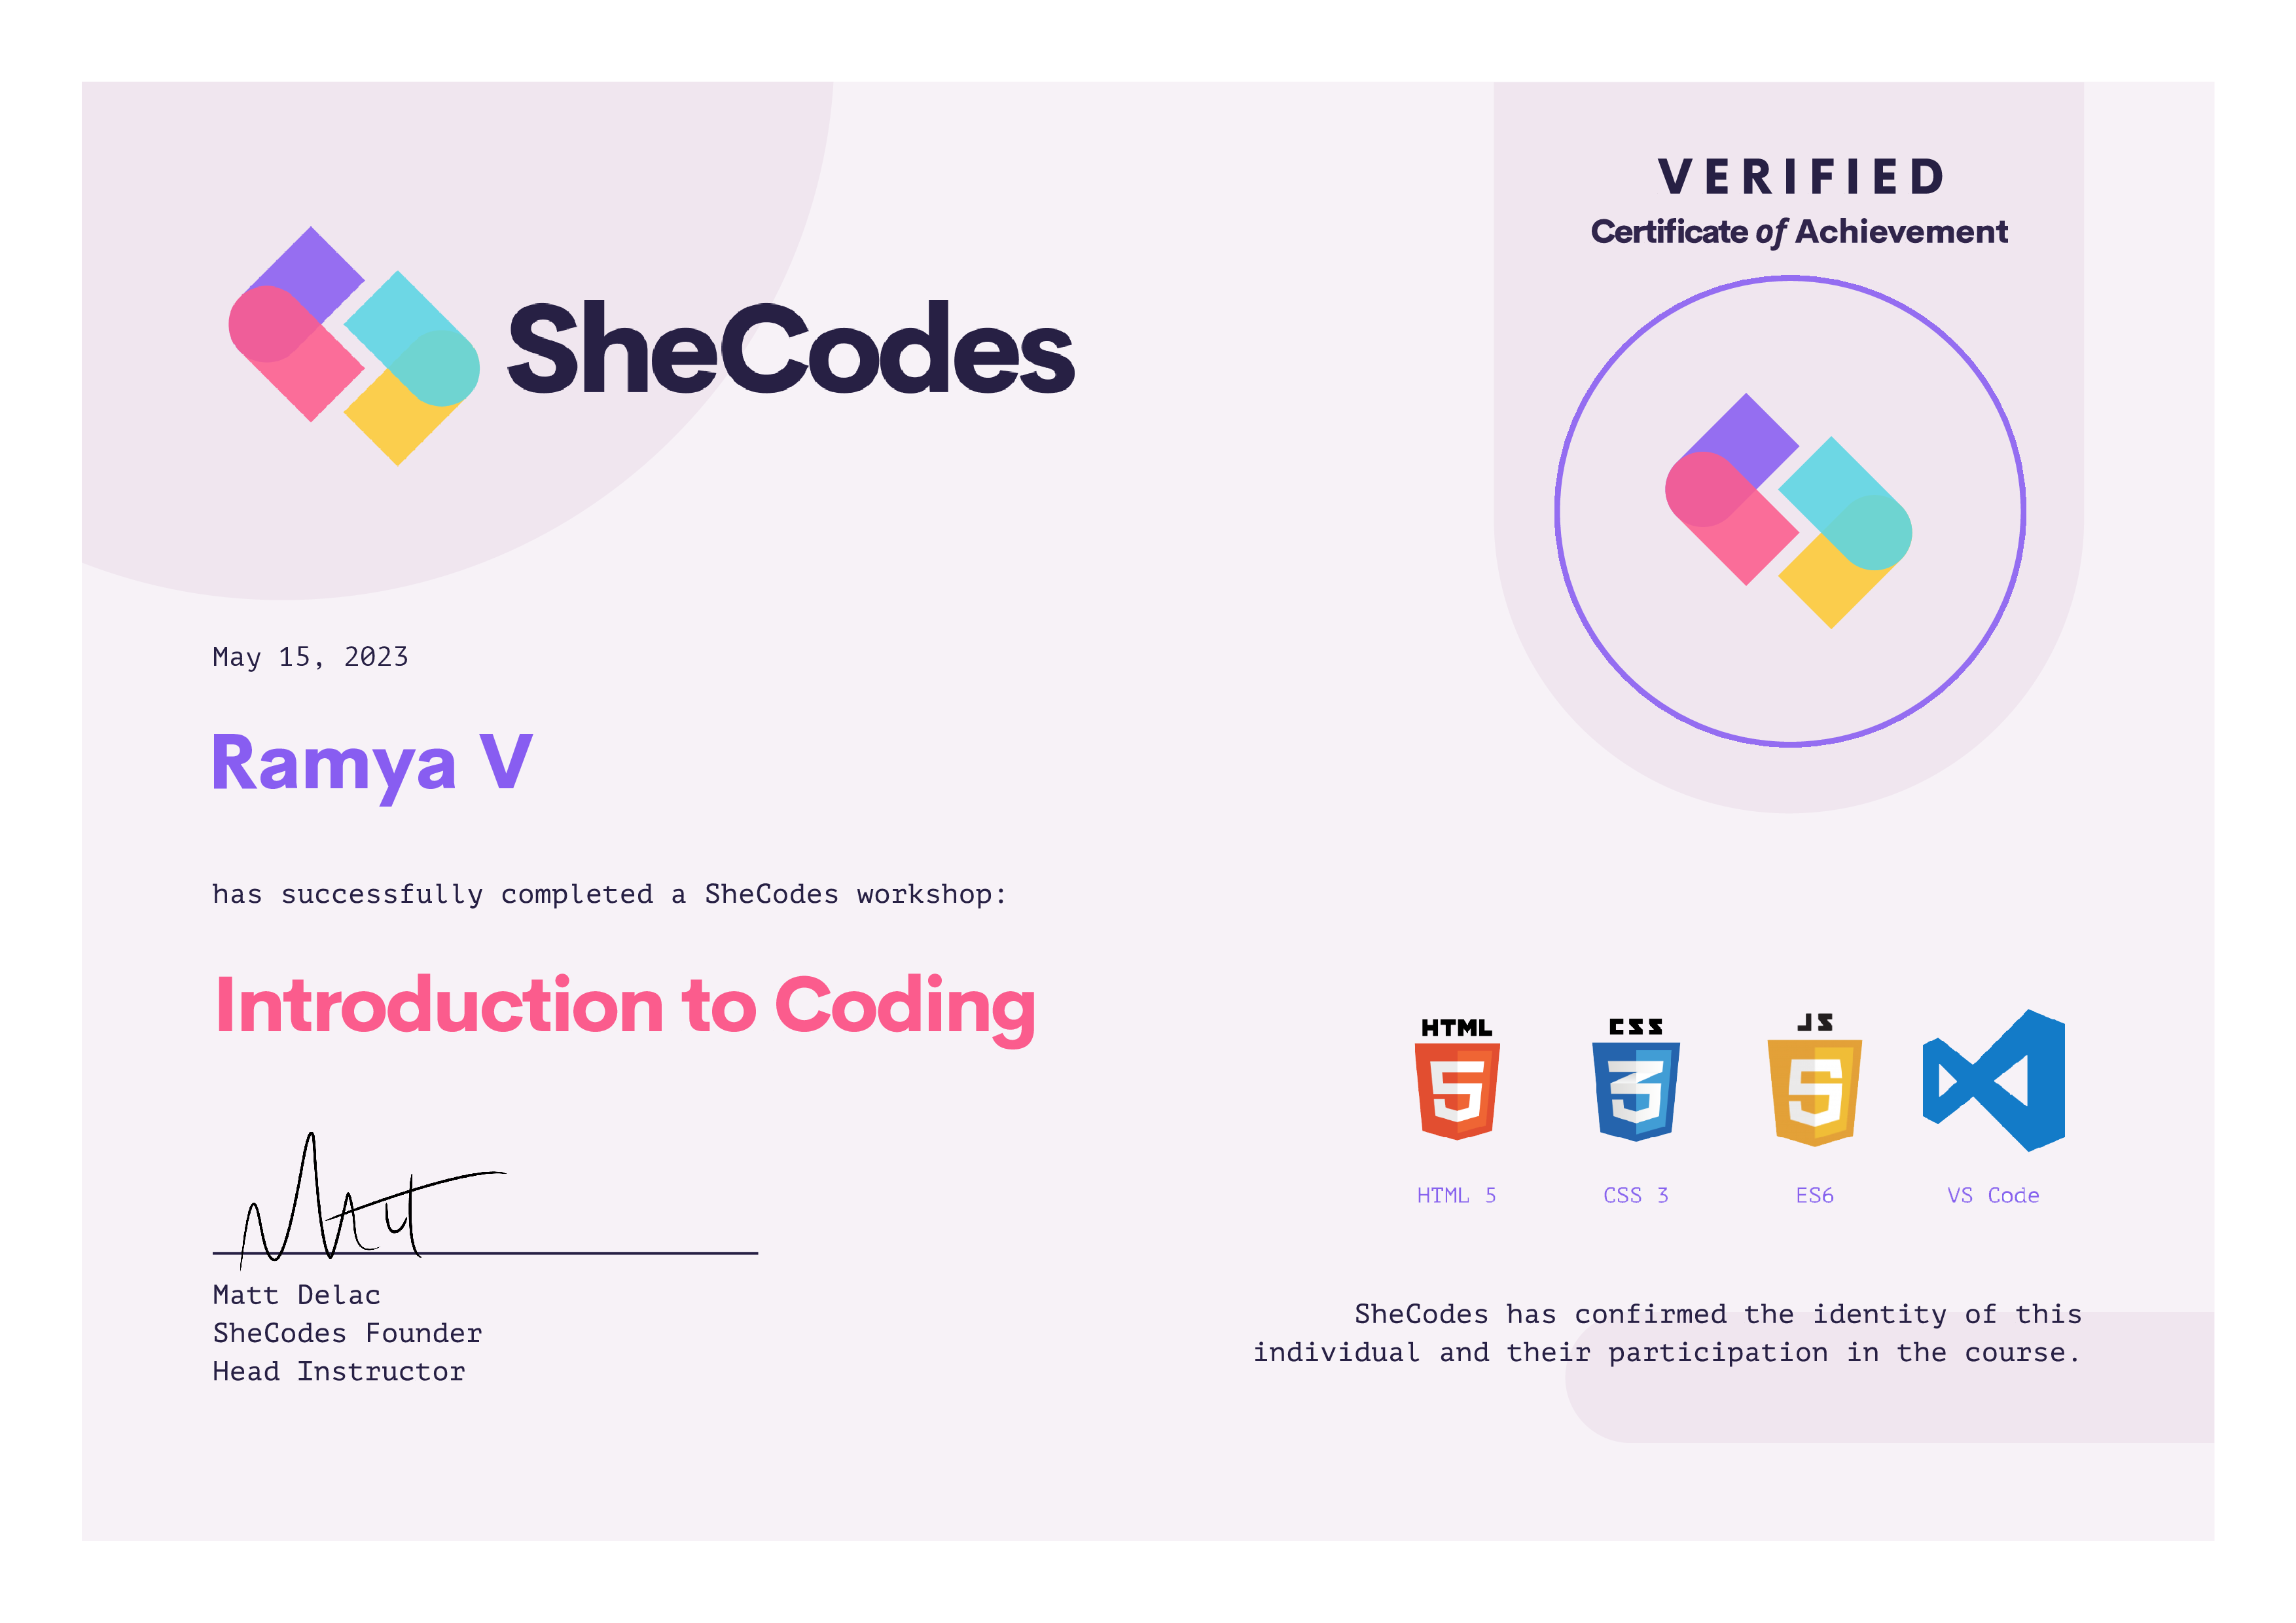 SheCodes
VERIFIED
Certificate of Achievement
May 15, 2023
Ramya V
has successfully completed a SheCodes workshop:
Introduction to Coding
HTML
CSS
JS
5
3
S
HTML 5
CSS 3
ES6
VS Code
Matt
Matt Delac
SheCodes Founder
Head Instructor
SheCodes has confirmed the identity of this
individual and their participation in the course.